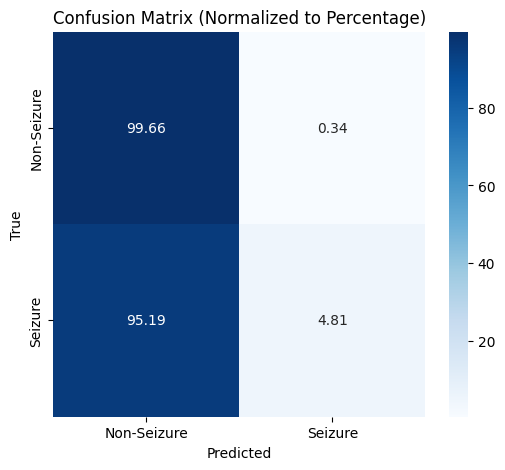 Confusion Matrix (Normalized to Percentage)
Non-Seizure
99.66
0.34
80
60
True
40
Seizure
95.19
4.81
20
Non-Seizure
Seizure
Predicted